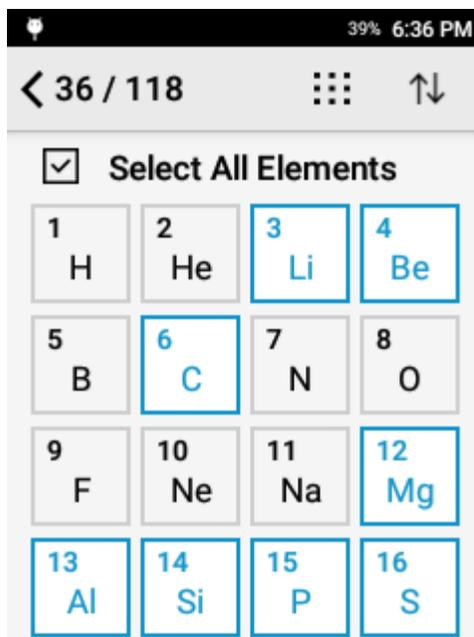 39% 6:36 PM
36 / 118
Select All Elements
1 2 3 4
H He Li Be
5 6 7 8
B C N O
9 10 11 12
F Ne Na Mg
13 14 15 16
Al Si P S